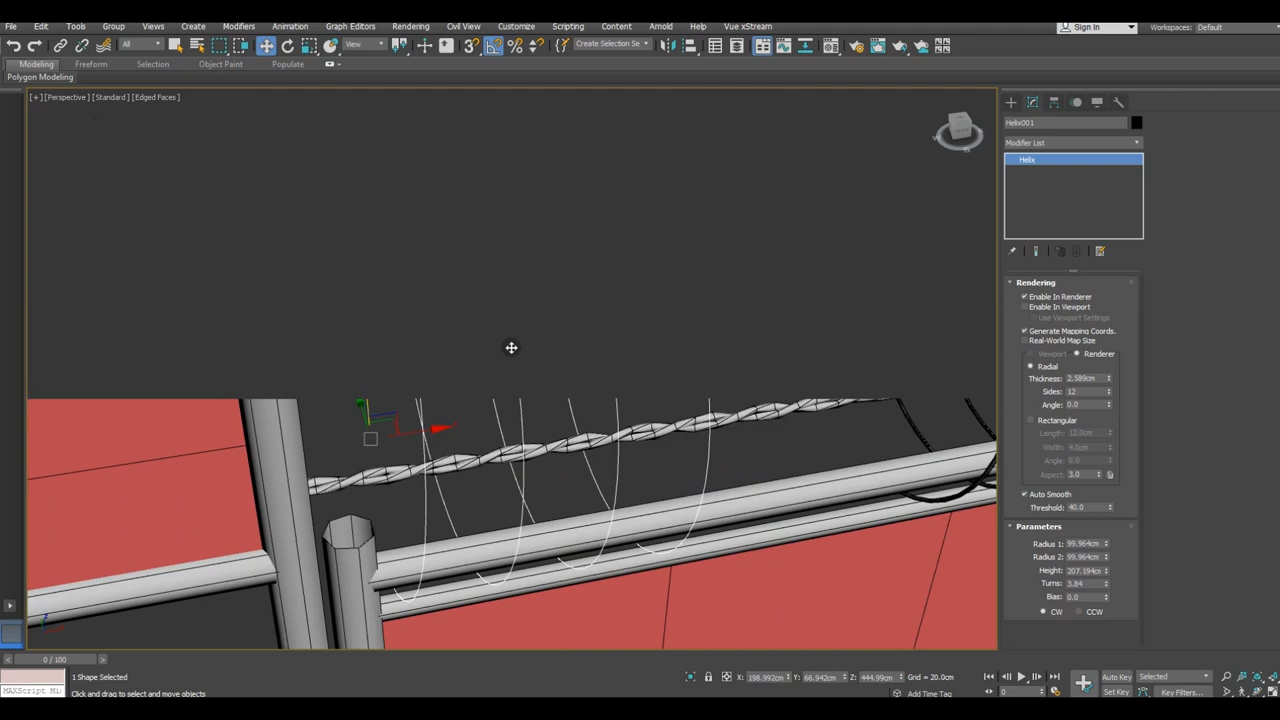 File Edit Tools Group Views Create Modifiers Animation Graph Editors Rendering Civil View Customize Scripting Content Arnold Help Vue xStream Sign In Workspaces: Default
All View Create Selection Se
Modeling Freeform Selection Object Paint Populate
Polygon Modeling
[+] [Perspective] [Standard] [Edged Faces]
Helix001
Modifier List
Helix
Rendering
Enable In Renderer
Enable In Viewport
Use Viewport Settings
Generate Mapping Coords.
Real-World Map Size
Viewport Renderer
Radial
Thickness: 2.589cm
Sides: 12
Angle: 0.0
Rectangular
Length: 12.0cm
Width: 4.0cm
Angle: 0.0
Aspect: 3.0
Auto Smooth
Threshold: 40.0
Parameters
Radius 1: 99.964cm
Radius 2: 99.964cm
Height: 207.194cm
Turns: 3.84
Bias: 0.0
CW CCW
0 / 100
1 Shape Selected X: 198.992cm Y: 66.942cm Z: 444.99cm Grid = 20.0cm Auto Key Selected
MAXScript Mi Click and drag to select and move objects Add Time Tag 0 Set Key Key Filters...